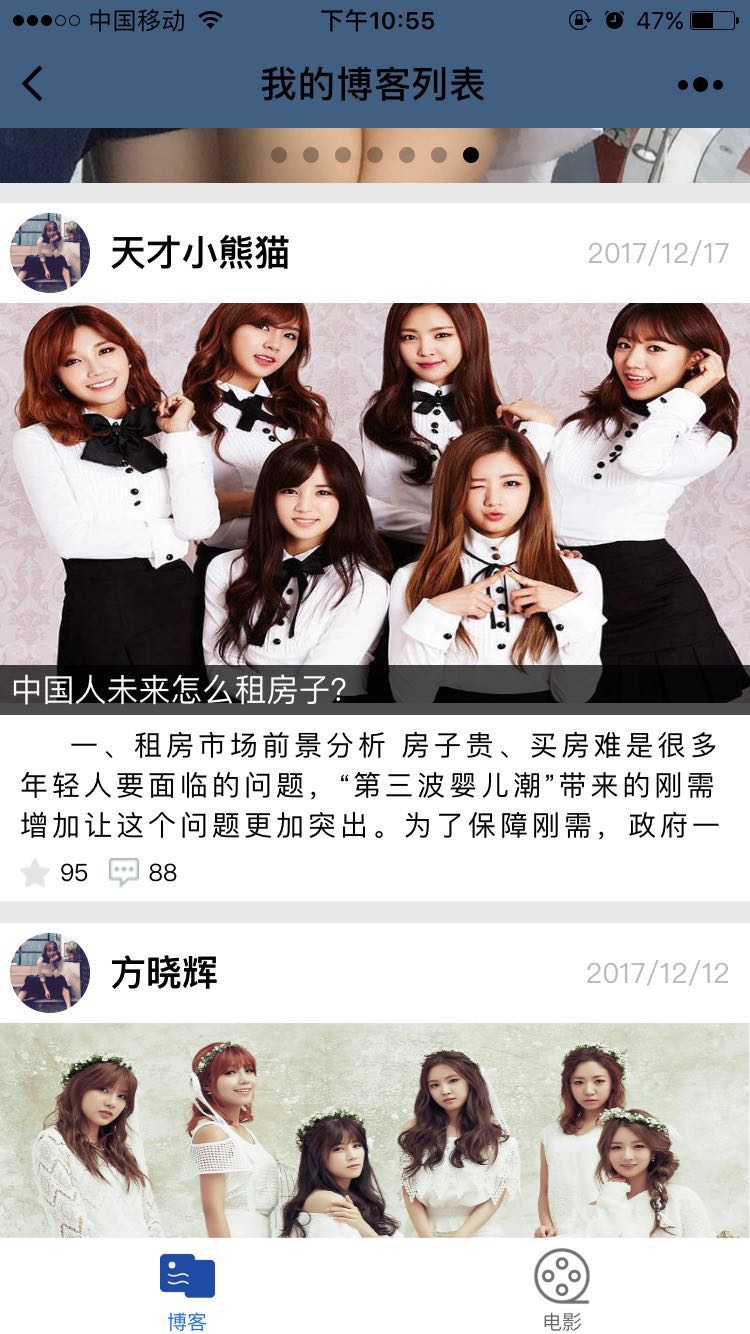 中国移动 下午10:55 47%
我的博客列表
天才小熊猫 2017/12/17
中国人未来怎么租房子?
一、租房市场前景分析 房子贵、买房难是很多
年轻人要面临的问题，“第三波婴儿潮”带来的刚需
增加让这个问题更加突出。为了保障刚需，政府一
95 88
方晓辉 2017/12/12
博客 电影